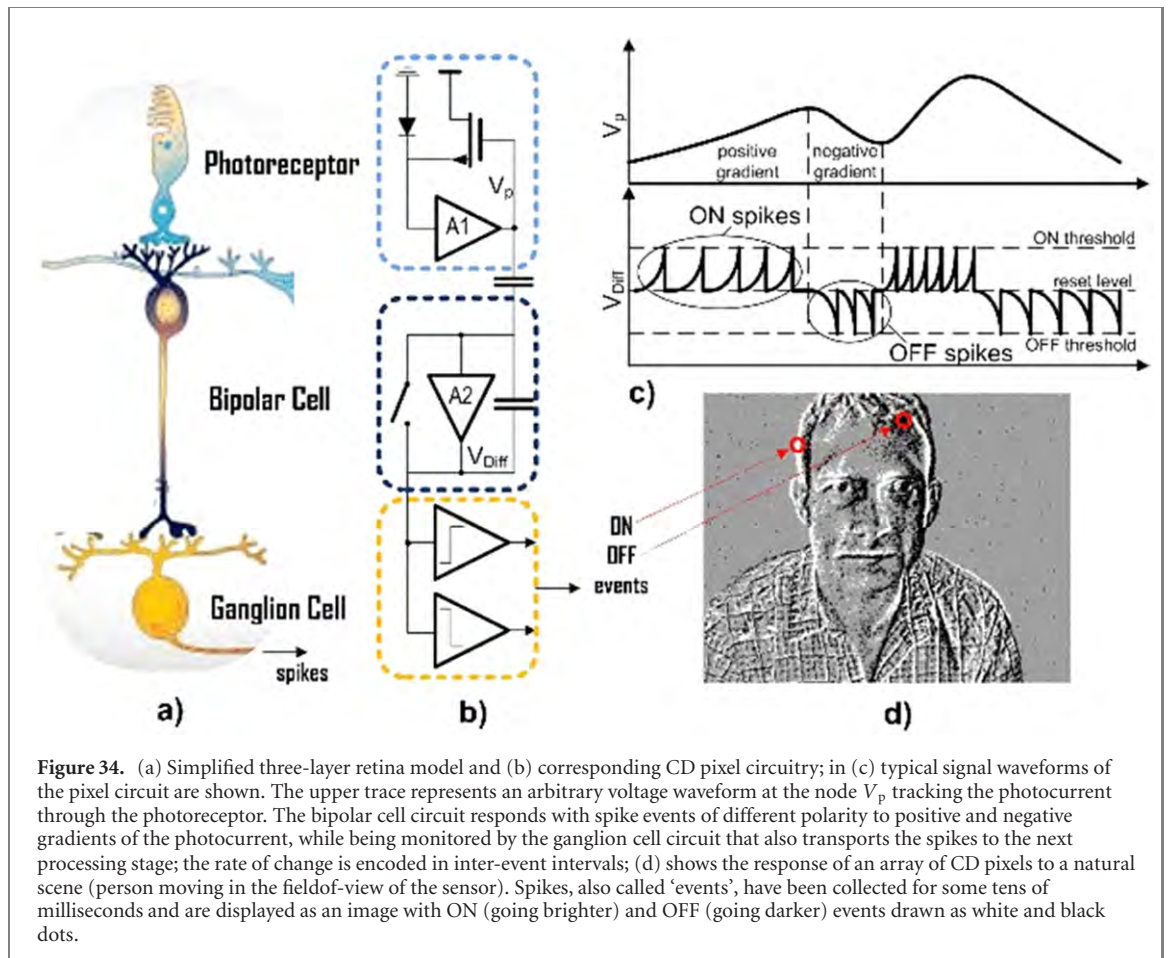 Photoreceptor
Bipolar Cell
Ganglion Cell
spikes
a)
V_p
A1
A2
V_Diff
b)
events
V_p
positive
gradient
negative
gradient
V_Diff
ON spikes
OFF spikes
ON threshold
reset level
OFF threshold
c)
ON
OFF
d)
Figure 34. (a) Simplified three-layer retina model and (b) corresponding CD pixel circuitry; in (c) typical signal waveforms of
the pixel circuit are shown. The upper trace represents an arbitrary voltage waveform at the node V_p tracking the photocurrent
through the photoreceptor. The bipolar cell circuit responds with spike events of different polarity to positive and negative
gradients of the photocurrent, while being monitored by the ganglion cell circuit that also transports the spikes to the next
processing stage; the rate of change is encoded in inter-event intervals; (d) shows the response of an array of CD pixels to a natural
scene (person moving in the fieldof-view of the sensor). Spikes, also called ‘events’, have been collected for some tens of
milliseconds and are displayed as an image with ON (going brighter) and OFF (going darker) events drawn as white and black
dots.